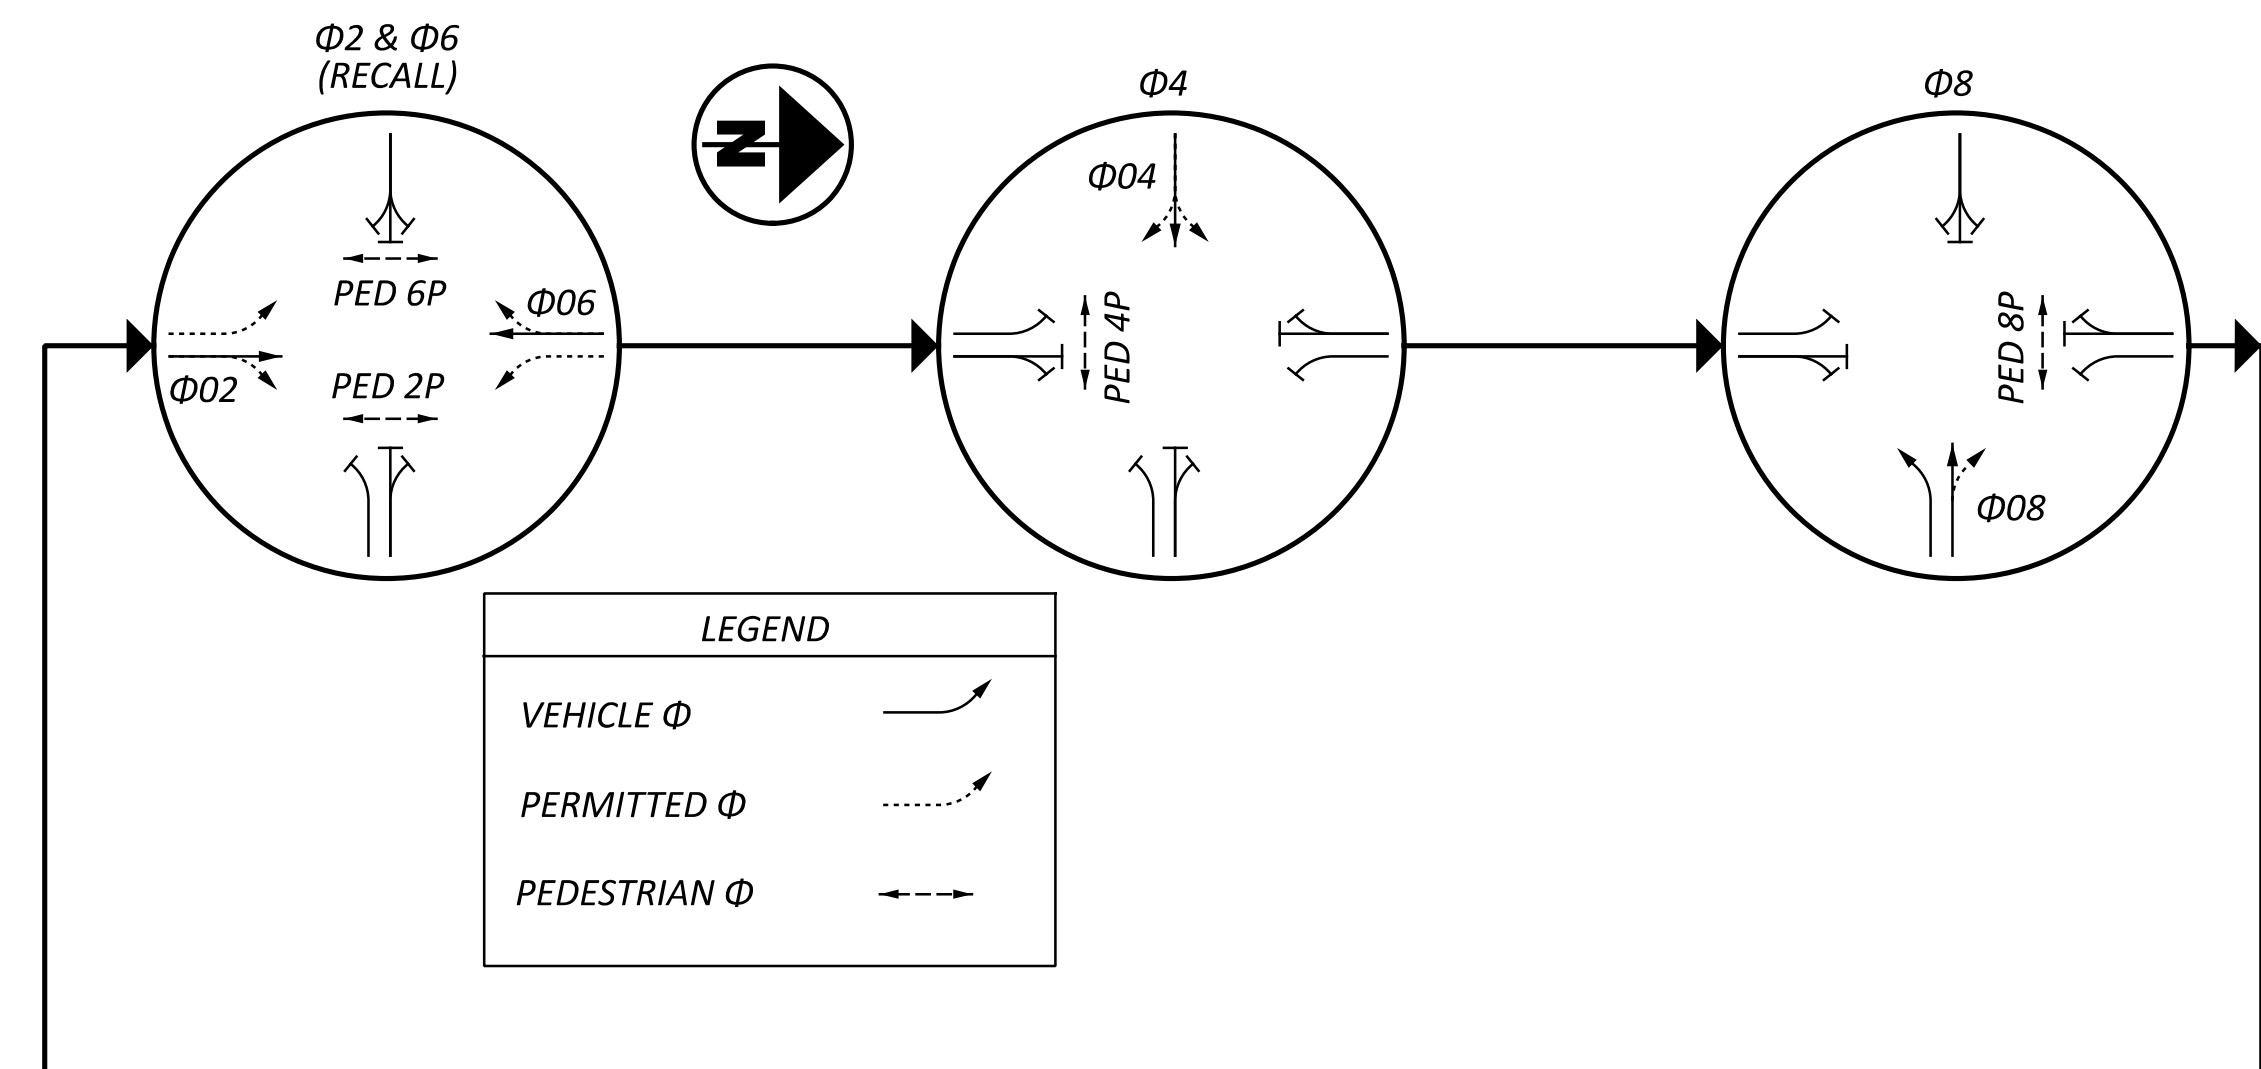 Φ2 & Φ6
(RECALL)
N
Φ4
Φ8
Φ04
PED 6P
Φ06
Φ02
PED 2P
PED 4P
PED 8P
Φ08
LEGEND
VEHICLE Φ
PERMITTED Φ
PEDESTRIAN Φ